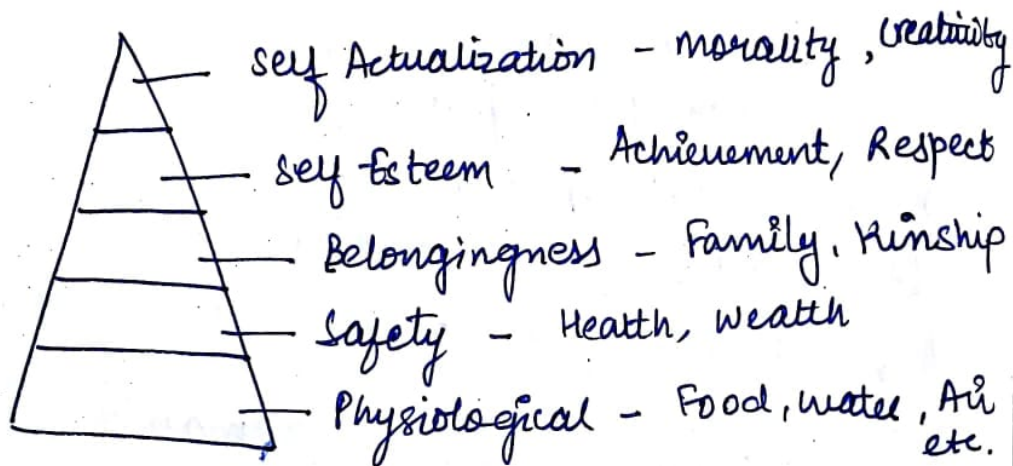 Self Actualization - morality, creativity
Self Esteem - Achievement, Respect
Belongingness - Family, Kinship
Safety - Health, Wealth
Physiological - Food, water, Air
etc.